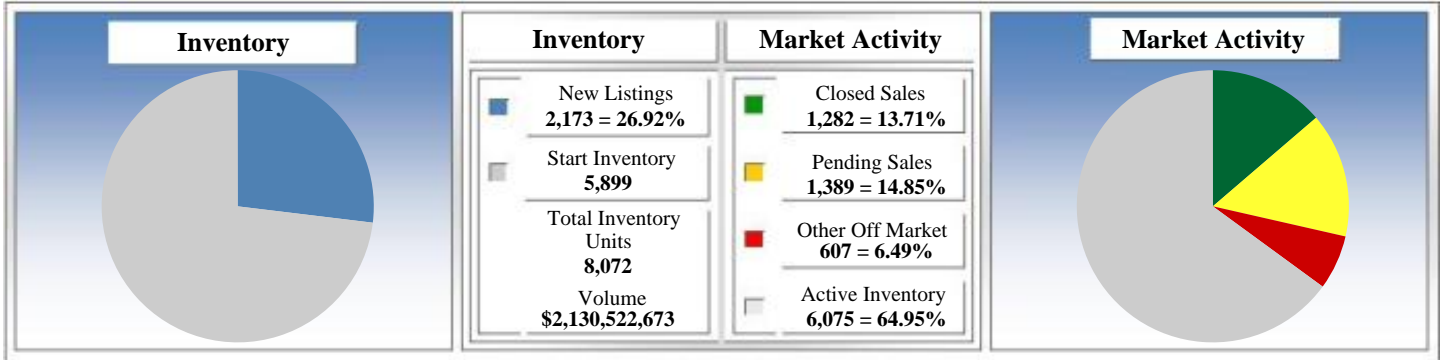 Inventory
Inventory
Market Activity
New Listings
2,173 = 26.92%
Start Inventory
5,899
Total Inventory
Units
8,072
Volume
$2,130,522,673
Closed Sales
1,282 = 13.71%
Pending Sales
1,389 = 14.85%
Other Off Market
607 = 6.49%
Active Inventory
6,075 = 64.95%
Market Activity